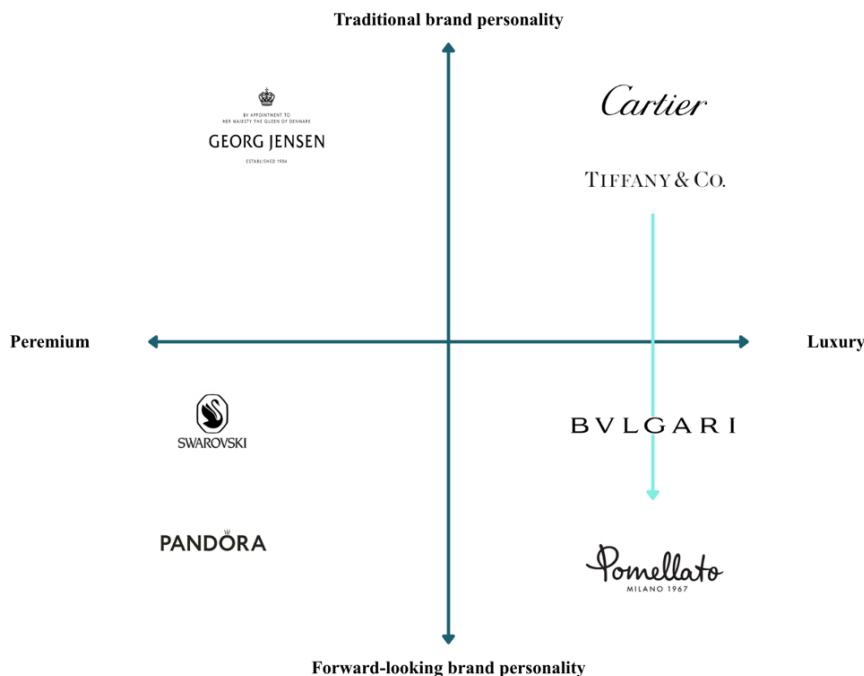 Traditional brand personality
BY APPOINTMENT TO
HER MAJESTY THE QUEEN OF DENMARK
GEORG JENSEN
ESTABLISHED 1904
Cartier
TIFFANY & CO.
Peremium
Luxury
SWAROVSKI
BVLGARI
PANDORA
Pomellato
MILANO 1967
Forward-looking brand personality